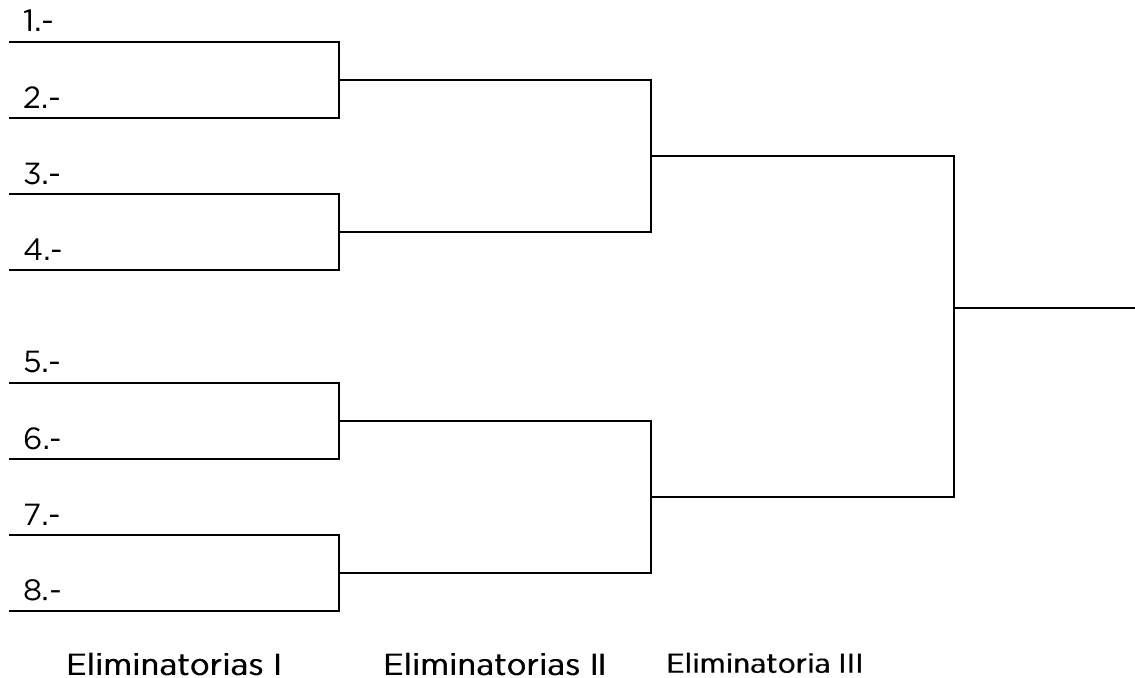 1.-
2.-
3.-
4.-
5.-
6.-
7.-
8.-
Eliminatorias I
Eliminatorias II
Eliminatoria III